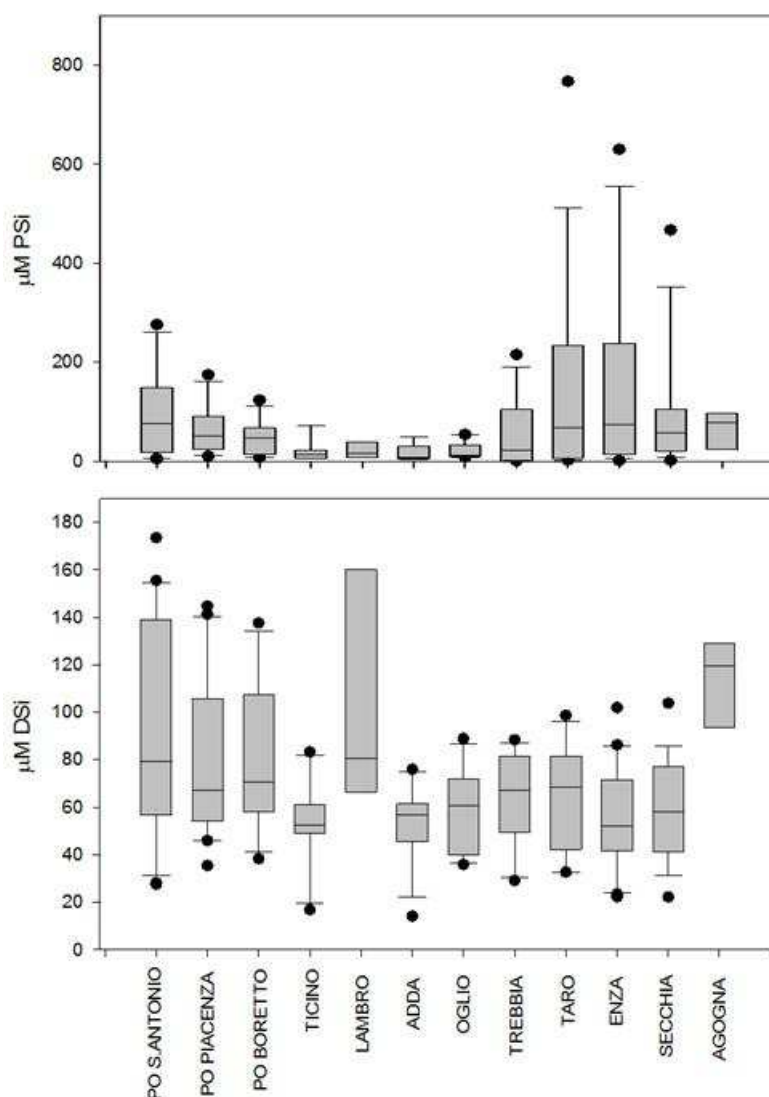 800
600
400
200
0
μM PSi
180
160
140
120
100
80
60
40
20
0
μM DSi
PO S.ANTONIO
PO PIACENZA
PO BORETTO
TICINO
LAMBRO
ADDA
OGLIO
TREBBIA
TARO
ENZA
SECCHIA
AGOGNA